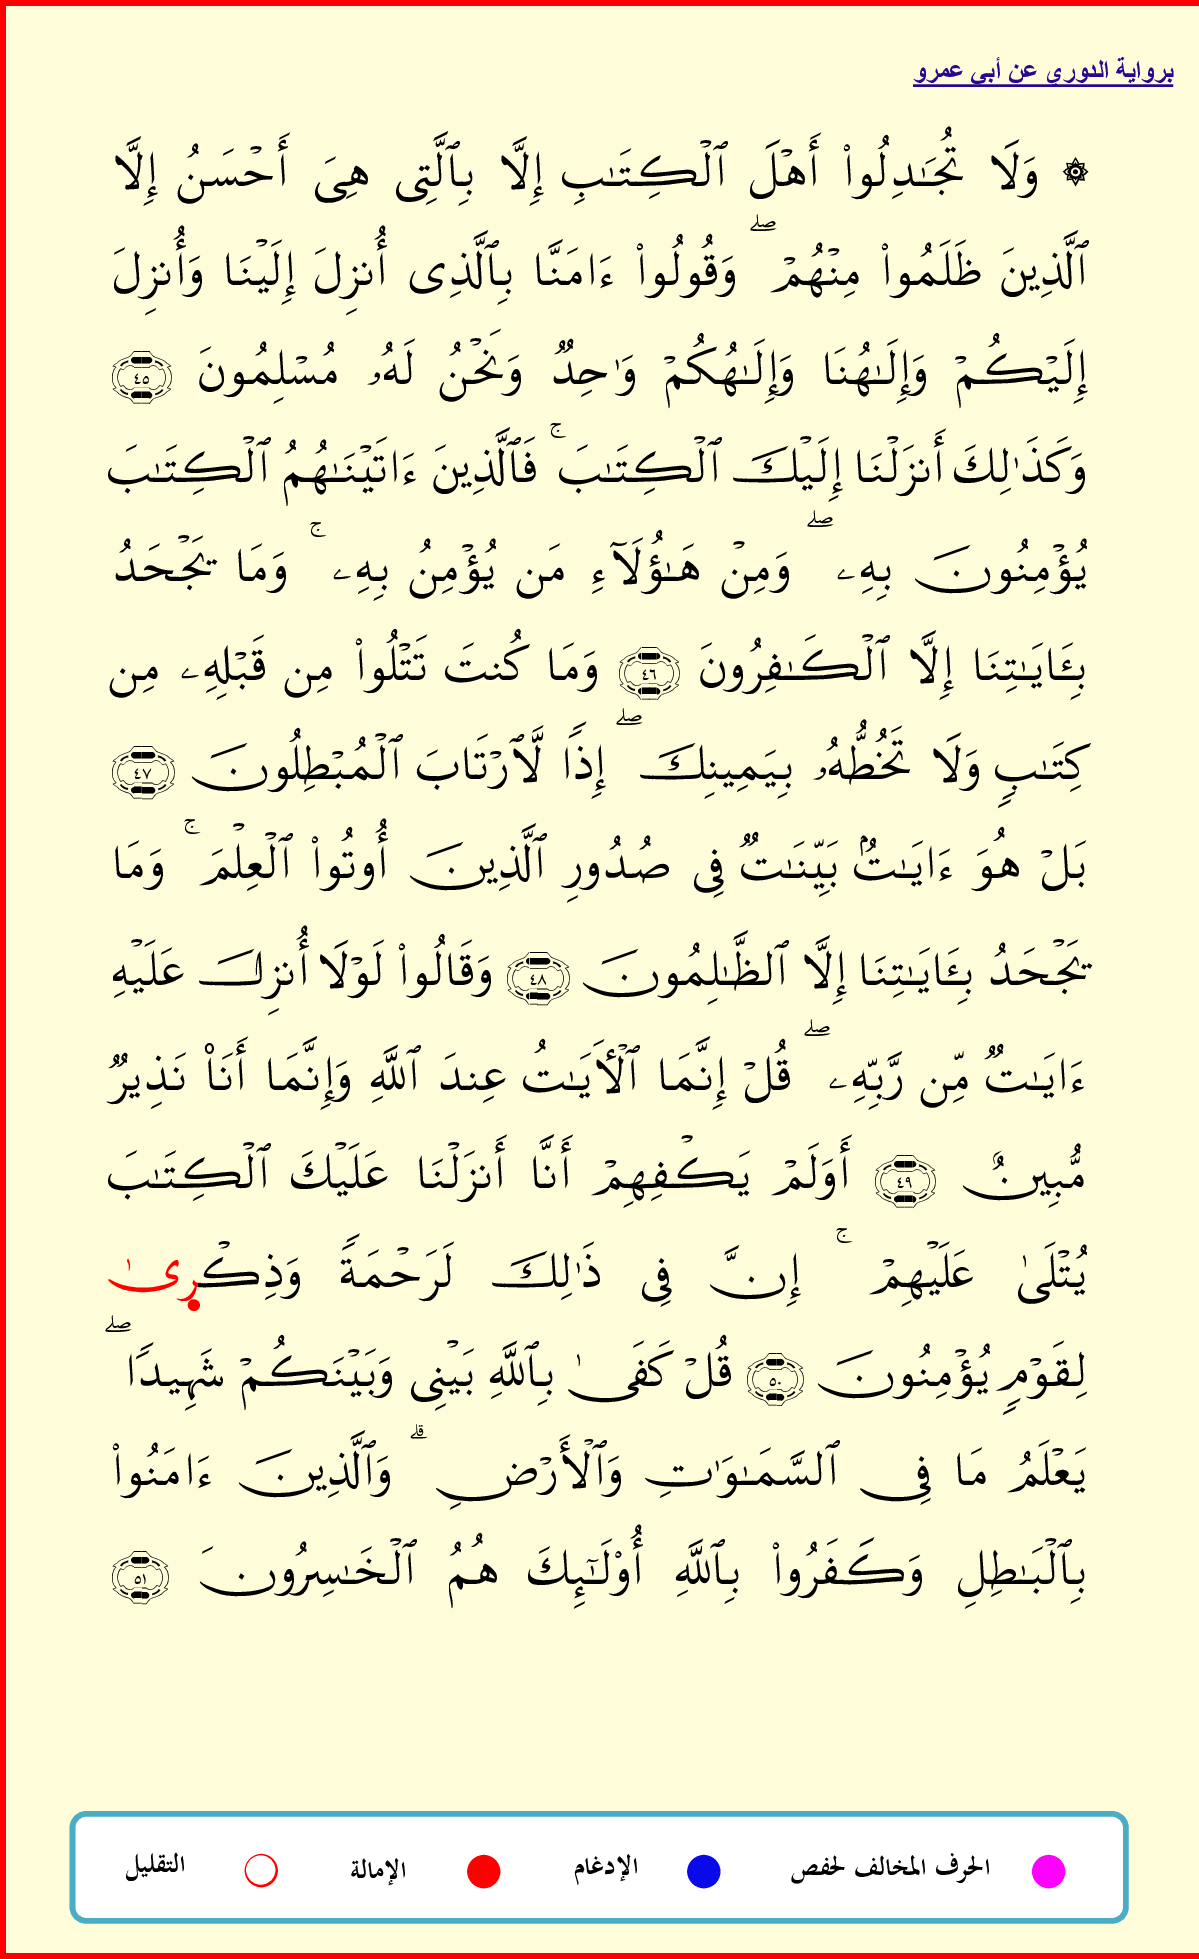 برواية الدوري عن أبي عمرو
۞ وَلَا تُجَٰدِلُوا۟ أَهْلَ ٱلْكِتَٰبِ إِلَّا بِٱلَّتِى هِىَ أَحْسَنُ إِلَّا
ٱلَّذِينَ ظَلَمُوا۟ مِنْهُمْ ۖ وَقُولُوا۟ ءَامَنَّا بِٱلَّذِى أُنزِلَ إِلَيْنَا وَأُنزِلَ
إِلَيْكُمْ وَإِلَٰهُنَا وَإِلَٰهُكُمْ وَٰحِدٌ وَنَحْنُ لَهُۥ مُسْلِمُونَ ٤٥
وَكَذَٰلِكَ أَنزَلْنَا إِلَيْكَ ٱلْكِتَٰبَ ۚ فَٱلَّذِينَ ءَاتَيْنَٰهُمُ ٱلْكِتَٰبَ
يُؤْمِنُونَ بِهِۦ ۖ وَمِنْ هَٰؤُلَآءِ مَن يُؤْمِنُ بِهِۦ ۚ وَمَا يَجْحَدُ
بِـَٔايَٰتِنَا إِلَّا ٱلْكَٰفِرُونَ ٤٦ وَمَا كُنتَ تَتْلُوا۟ مِن قَبْلِهِۦ مِن
كِتَٰبٍ وَلَا تَخُطُّهُۥ بِيَمِينِكَ ۖ إِذًا لَّٱرْتَابَ ٱلْمُبْطِلُونَ ٤٧
بَلْ هُوَ ءَايَٰتٌۢ بَيِّنَٰتٌ فِى صُدُورِ ٱلَّذِينَ أُوتُوا۟ ٱلْعِلْمَ ۚ وَمَا
يَجْحَدُ بِـَٔايَٰتِنَا إِلَّا ٱلظَّٰلِمُونَ ٤٨ وَقَالُوا۟ لَوْلَا أُنزِلَ عَلَيْهِ
ءَايَٰتٌ مِّن رَّبِّهِۦ ۖ قُلْ إِنَّمَا ٱلْأَيَٰتُ عِندَ ٱللَّهِ وَإِنَّمَا أَنَا۠ نَذِيرٌ
مُّبِينٌ ٤٩ أَوَلَمْ يَكْفِهِمْ أَنَّا أَنزَلْنَا عَلَيْكَ ٱلْكِتَٰبَ
يُتْلَىٰ عَلَيْهِمْ ۚ إِنَّ فِى ذَٰلِكَ لَرَحْمَةً وَذِكْرِىٰ
لِقَوْمٍ يُؤْمِنُونَ ٥٠ قُلْ كَفَىٰ بِٱللَّهِ بَيْنِى وَبَيْنَكُمْ شَهِيدًا ۖ
يَعْلَمُ مَا فِى ٱلسَّمَٰوَٰتِ وَٱلْأَرْضِ ۗ وَٱلَّذِينَ ءَامَنُوا۟
بِٱلْبَٰطِلِ وَكَفَرُوا۟ بِٱللَّهِ أُو۟لَٰٓئِكَ هُمُ ٱلْخَٰسِرُونَ ٥١
الحرف المخالف لحفص الإدغام الإمالة التقليل